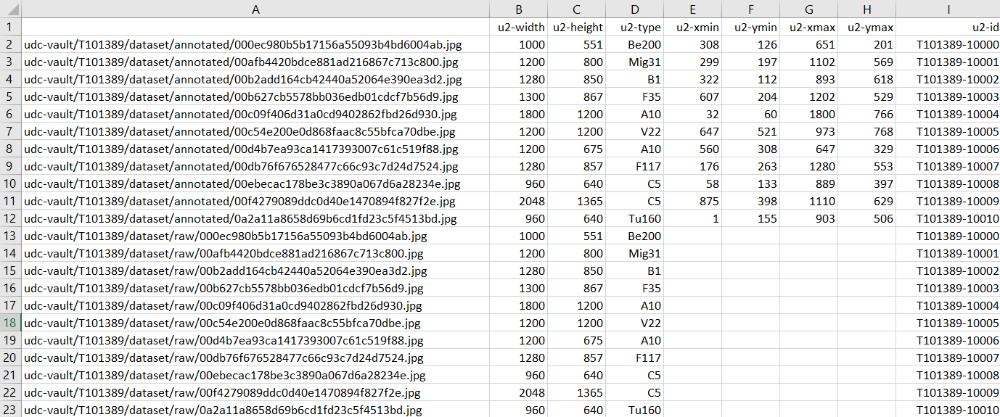 A B C D E F G H I
1 u2-width u2-height u2-type u2-xmin u2-ymin u2-xmax u2-ymax u2-id
2 udc-vault/T101389/dataset/annotated/000ec980b5b17156a55093b4bd6004ab.jpg 1000 551 Be200 308 126 651 201 T101389-10000
3 udc-vault/T101389/dataset/annotated/00afb4420bdce881ad216867c713c800.jpg 1200 800 Mig31 299 197 1102 569 T101389-10001
4 udc-vault/T101389/dataset/annotated/00b2add164cb42440a52064e390ea3d2.jpg 1280 850 B1 322 112 893 618 T101389-10002
5 udc-vault/T101389/dataset/annotated/00b627cb5578bb036edb01cdcf7b56d9.jpg 1300 867 F35 607 204 1202 529 T101389-10003
6 udc-vault/T101389/dataset/annotated/00c09f406d31a0cd9402862fbd26d930.jpg 1800 1200 A10 32 60 1800 766 T101389-10004
7 udc-vault/T101389/dataset/annotated/00c54e200e0d868faac8c55bfca70dbe.jpg 1200 1200 V22 647 521 973 768 T101389-10005
8 udc-vault/T101389/dataset/annotated/00d4b7ea93ca1417393007c61c519f88.jpg 1200 675 A10 560 308 647 329 T101389-10006
9 udc-vault/T101389/dataset/annotated/00db76f676528477c66c93c7d24d7524.jpg 1280 857 F117 176 263 1280 553 T101389-10007
10 udc-vault/T101389/dataset/annotated/00ebecac178be3c3890a067d6a28234e.jpg 960 640 C5 58 133 889 397 T101389-10008
11 udc-vault/T101389/dataset/annotated/00f4279089ddc0d40e1470894f827f2e.jpg 2048 1365 C5 875 398 1110 629 T101389-10009
12 udc-vault/T101389/dataset/annotated/0a2a11a8658d69b6cd1fd23c5f4513bd.jpg 960 640 Tu160 1 155 903 506 T101389-10010
13 udc-vault/T101389/dataset/raw/000ec980b5b17156a55093b4bd6004ab.jpg 1000 551 Be200 T101389-10000
14 udc-vault/T101389/dataset/raw/00afb4420bdce881ad216867c713c800.jpg 1200 800 Mig31 T101389-10001
15 udc-vault/T101389/dataset/raw/00b2add164cb42440a52064e390ea3d2.jpg 1280 850 B1 T101389-10002
16 udc-vault/T101389/dataset/raw/00b627cb5578bb036edb01cdcf7b56d9.jpg 1300 867 F35 T101389-10003
17 udc-vault/T101389/dataset/raw/00c09f406d31a0cd9402862fbd26d930.jpg 1800 1200 A10 T101389-10004
18 udc-vault/T101389/dataset/raw/00c54e200e0d868faac8c55bfca70dbe.jpg 1200 1200 V22 T101389-10005
19 udc-vault/T101389/dataset/raw/00d4b7ea93ca1417393007c61c519f88.jpg 1200 675 A10 T101389-10006
20 udc-vault/T101389/dataset/raw/00db76f676528477c66c93c7d24d7524.jpg 1280 857 F117 T101389-10007
21 udc-vault/T101389/dataset/raw/00ebecac178be3c3890a067d6a28234e.jpg 960 640 C5 T101389-10008
22 udc-vault/T101389/dataset/raw/00f4279089ddc0d40e1470894f827f2e.jpg 2048 1365 C5 T101389-10009
23 udc-vault/T101389/dataset/raw/0a2a11a8658d69b6cd1fd23c5f4513bd.jpg 960 640 Tu160 T101389-10010